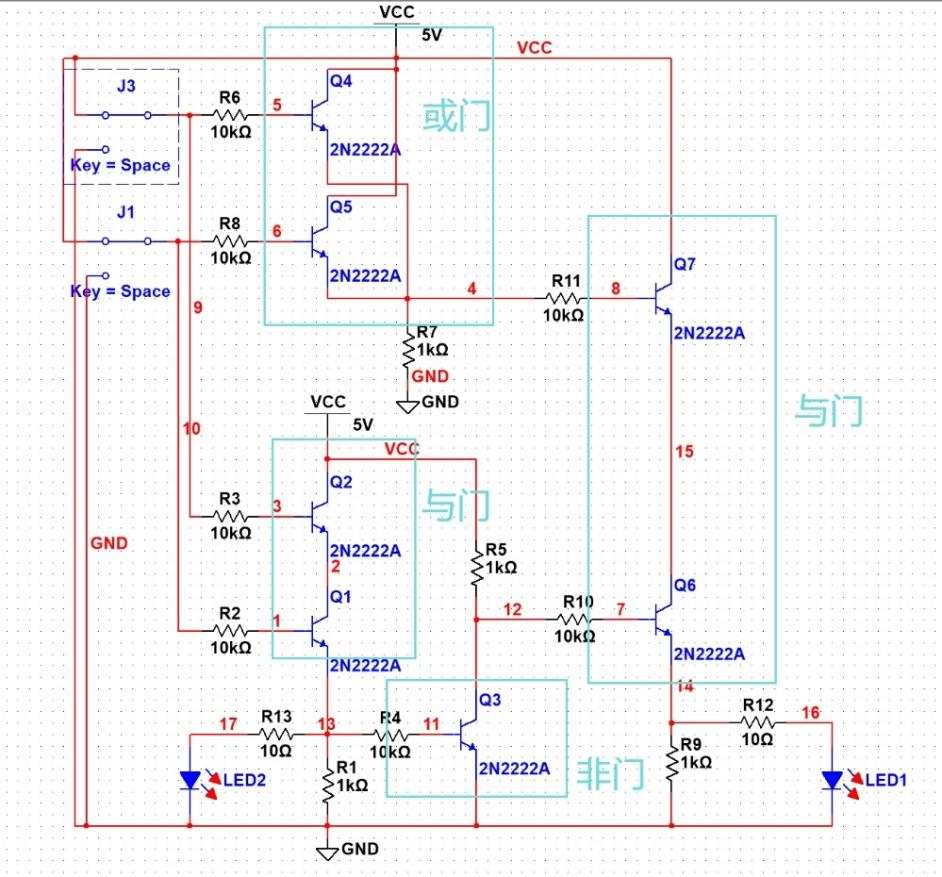 VCC
5V
VCC
J3
Q4
R6
5
10kΩ
或门
2N2222A
Key = Space
J1
Q5
R8
6
10kΩ
2N2222A
Key = Space
Q7
R11
4
8
10kΩ
9
2N2222A
R7
1kΩ
GND
GND
VCC
5V
与门
10
VCC
15
Q2
R3
3
与门
10kΩ
GND
2N2222A
2
R5
1kΩ
Q6
Q1
R10
12
7
R2
1
10kΩ
10kΩ
2N2222A
2N2222A
14
Q3
R12
16
R13
17
13
R4
11
10Ω
10Ω
10kΩ
R9
1kΩ
R1
1kΩ
2N2222A
非门
LED2
LED1
GND